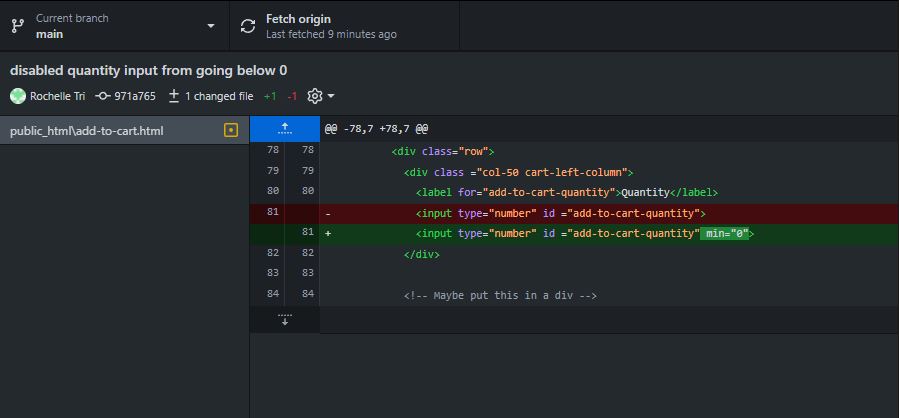 Current branch
main
Fetch origin
Last fetched 9 minutes ago
disabled quantity input from going below 0
Rochelle Tri 971a765 1 changed file +1 -1
public_html\add-to-cart.html
@@ -78,7 +78,7 @@
78 78 <div class="row">
79 79 <div class ="col-50 cart-left-column">
80 80 <label for="add-to-cart-quantity">Quantity</label>
81 - <input type="number" id ="add-to-cart-quantity">
81 + <input type="number" id ="add-to-cart-quantity" min="0">
82 82 </div>
83 83
84 84 <!-- Maybe put this in a div -->